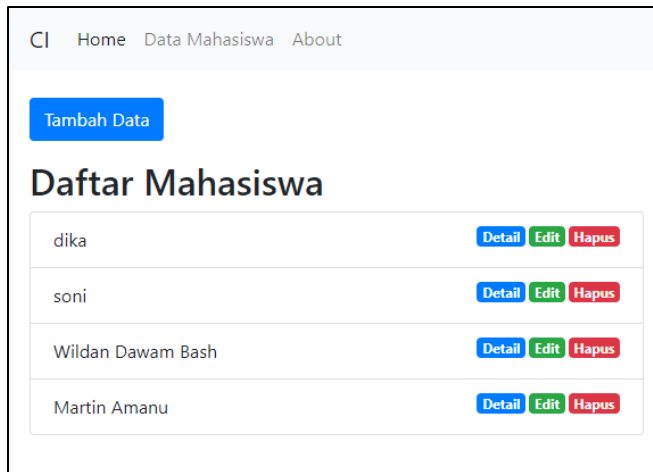 CI Home Data Mahasiswa About
Tambah Data
Daftar Mahasiswa
dika Detail Edit Hapus
soni Detail Edit Hapus
Wildan Dawam Bash Detail Edit Hapus
Martin Amanu Detail Edit Hapus